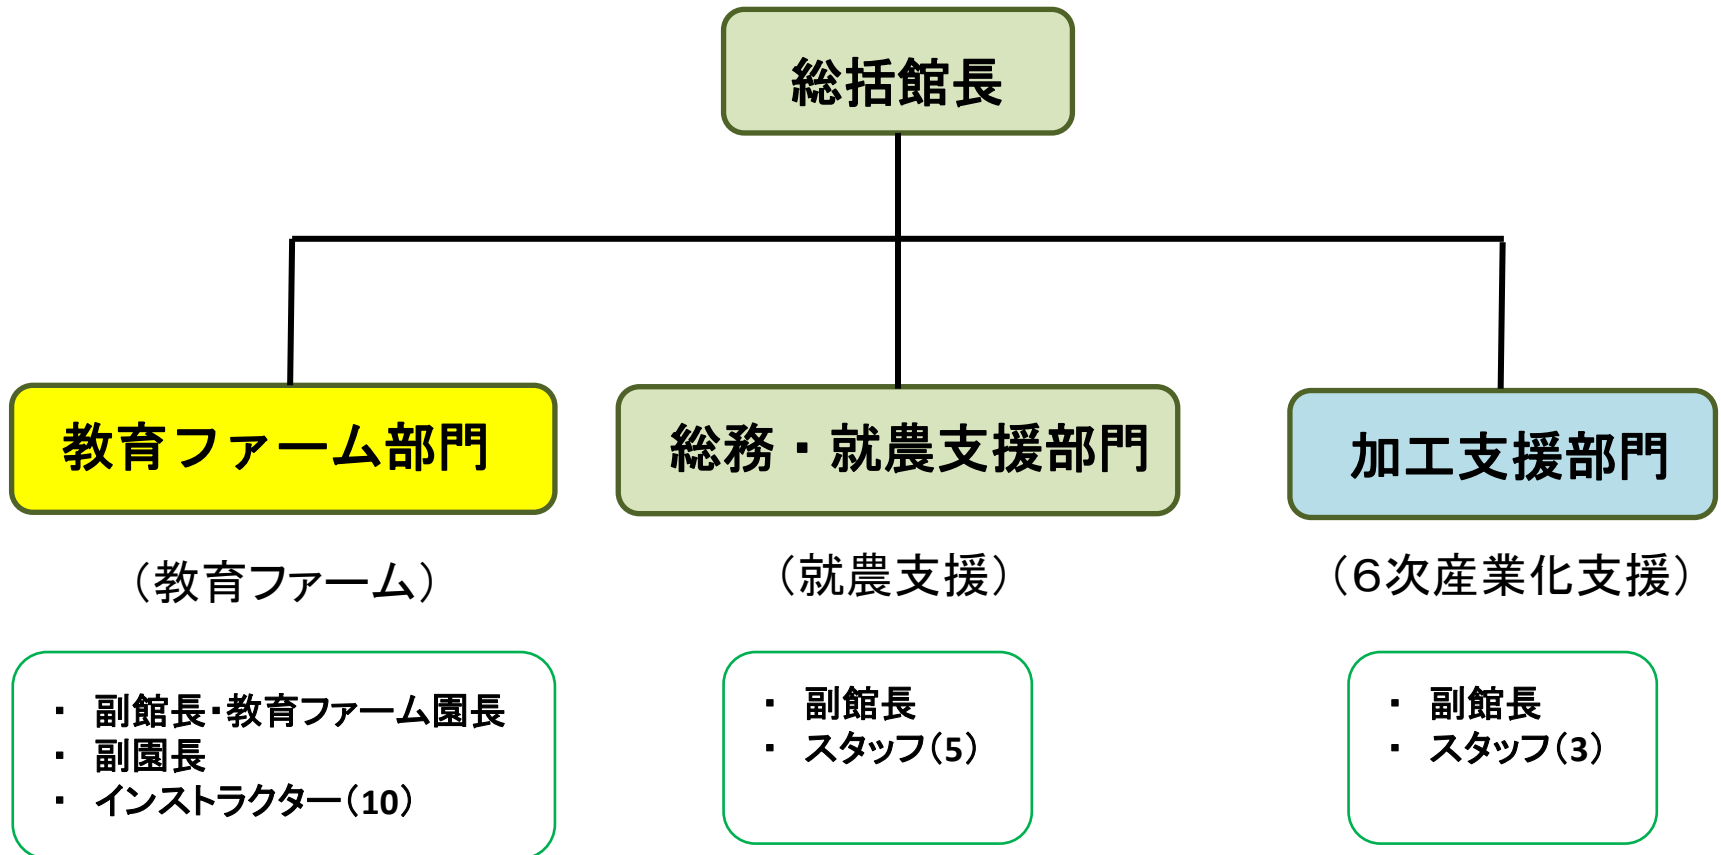 総括館長
教育ファーム部門
総務・就農支援部門
加工支援部門
（教育ファーム）
（就農支援）
（６次産業化支援）
・ 副館長・教育ファーム園長
・ 副園長
・ インストラクター（10）
・ 副館長
・ スタッフ（5）
・ 副館長
・ スタッフ（3）